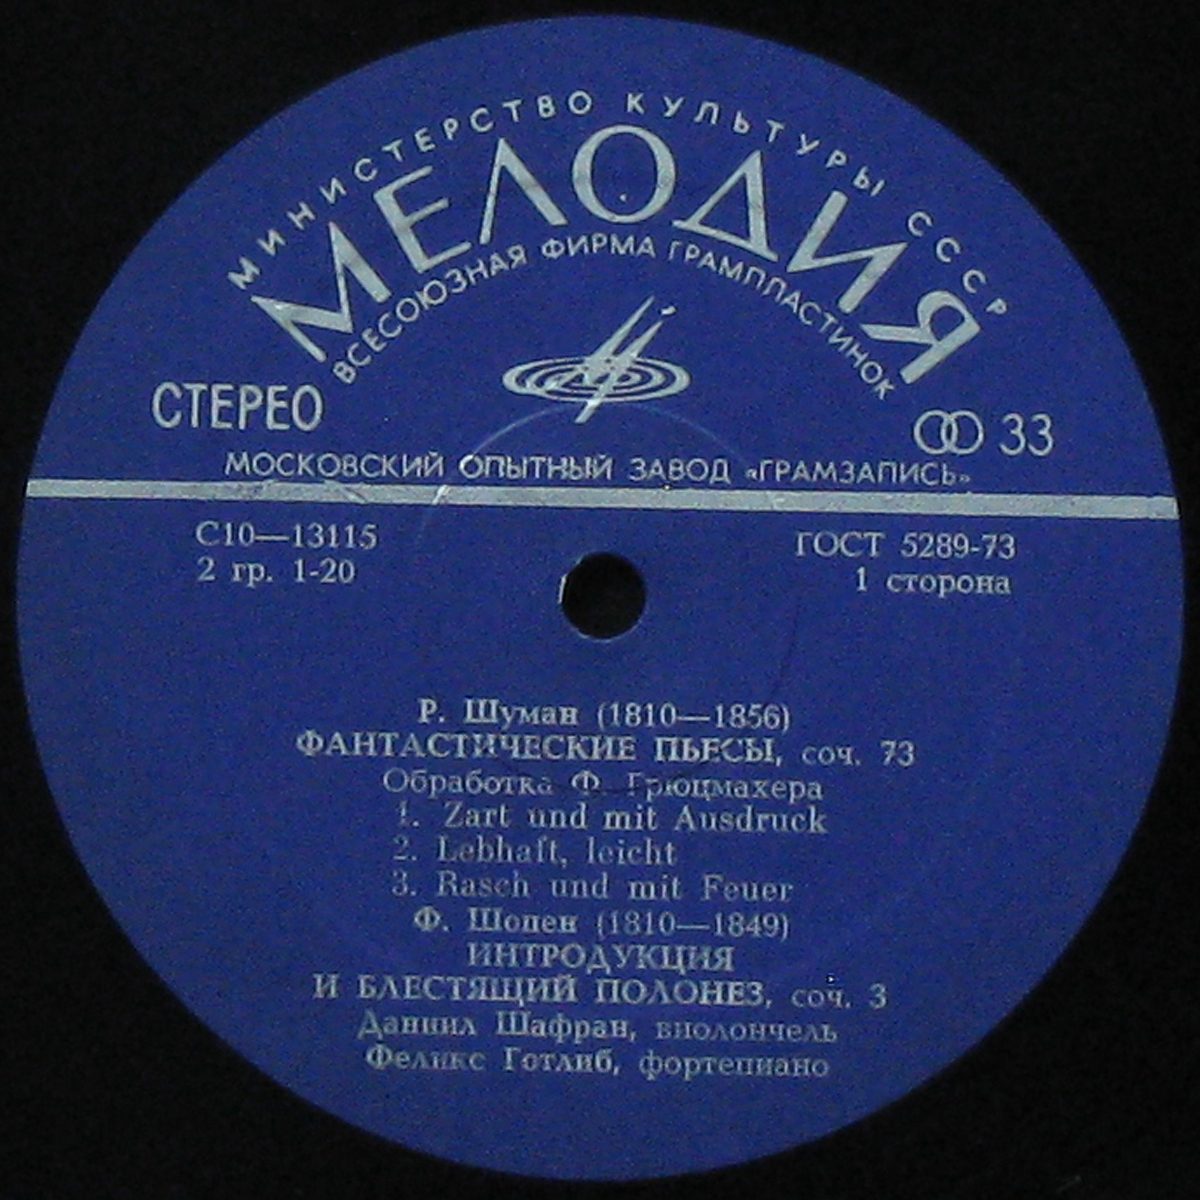 МИНИСТЕРСТВО КУЛЬТУРЫ СССР
МЕЛОДИЯ
ВСЕСОЮЗНАЯ ФИРМА ГРАМПЛАСТИНОК
СТЕРЕО
33
МОСКОВСКИЙ ОПЫТНЫЙ ЗАВОД «ГРАМЗАПИСЬ»
С10—13115
ГОСТ 5289-73
2 гр. 1-20
1 сторона
Р. Шуман (1810—1856)
ФАНТАСТИЧЕСКИЕ ПЬЕСЫ, соч. 73
Обработка Ф. Грюцмахера
1. Zart und mit Ausdruck
2. Lebhaft, leicht
3. Rasch und mit Feuer
Ф. Шопен (1810—1849)
ИНТРОДУКЦИЯ
И БЛЕСТЯЩИЙ ПОЛОНЕЗ, соч. 3
Даниил Шафран, виолончель
Феликс Готлиб, фортепиано